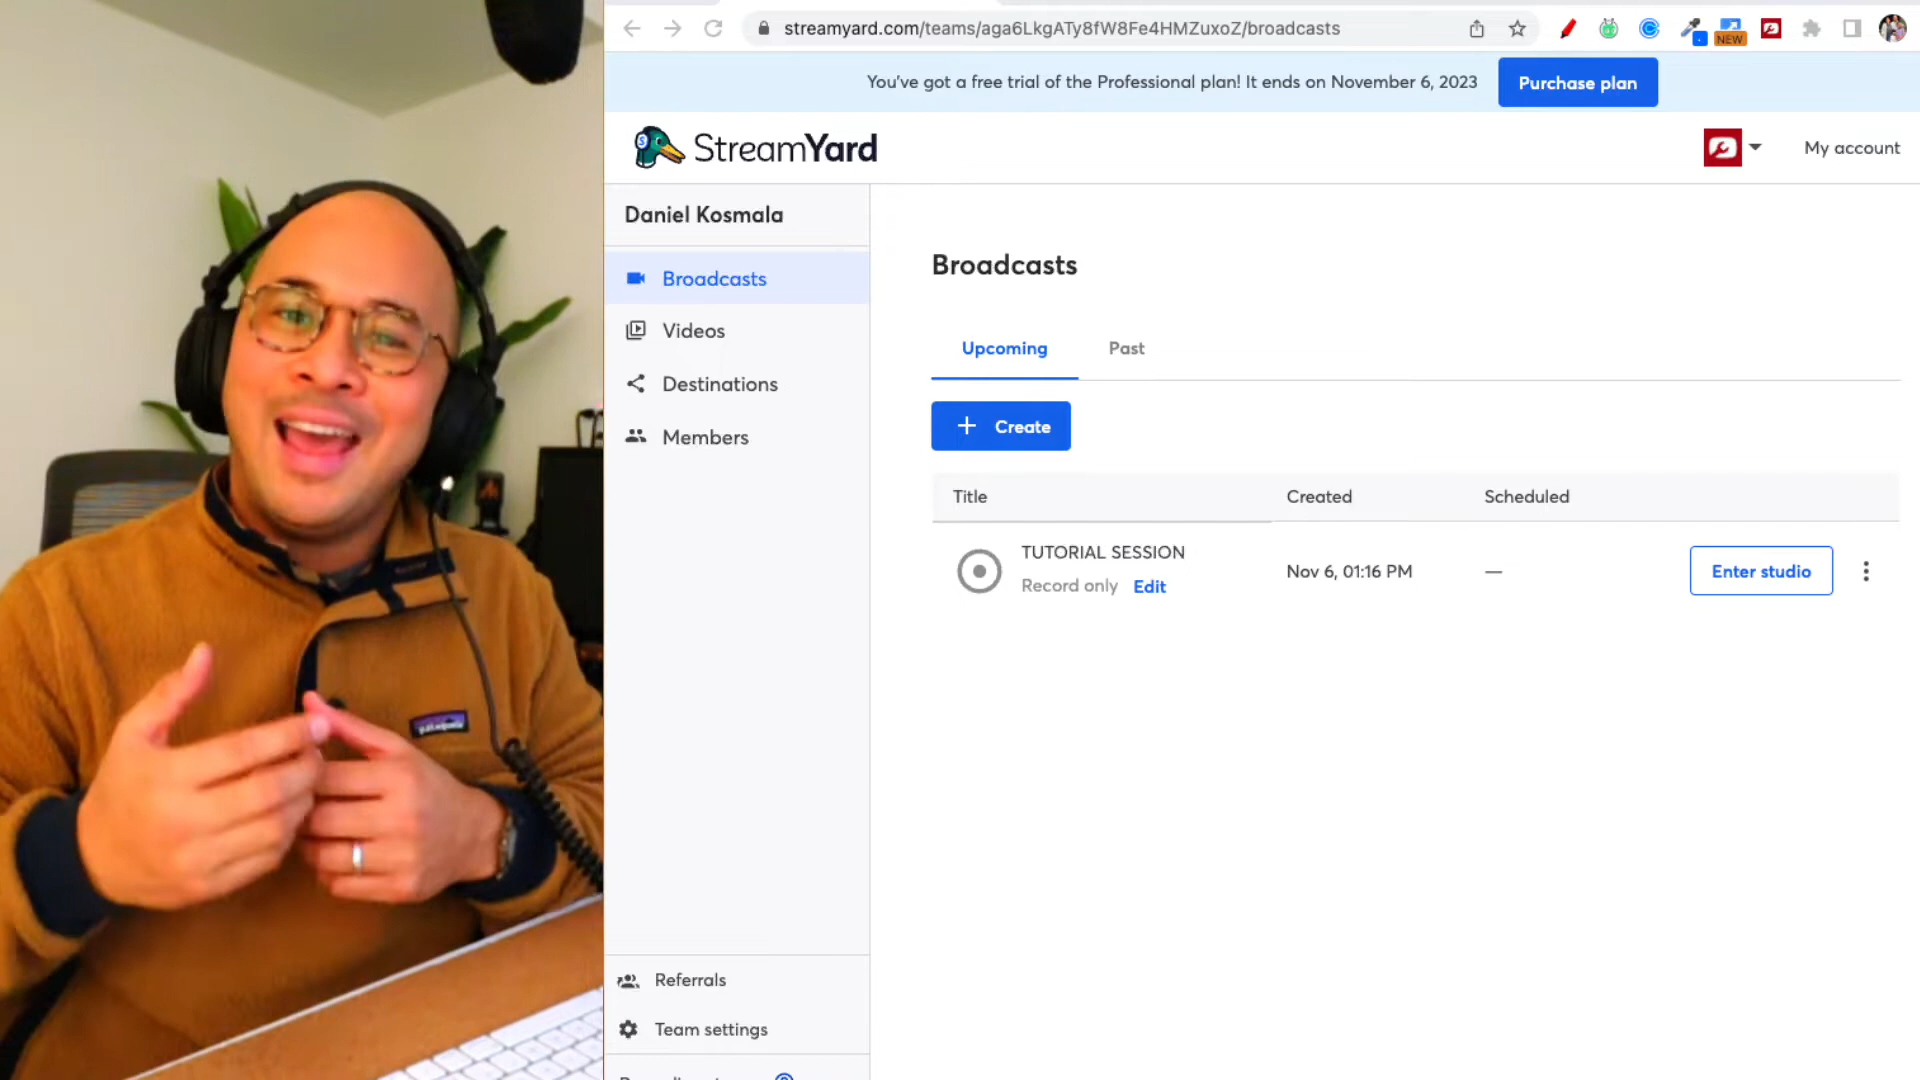 streamyard.com/teams/aga6LkgATy8fW8Fe4HMZuxoZ/broadcasts
NEW
You've got a free trial of the Professional plan! It ends on November 6, 2023
Purchase plan
StreamYard
My account
Daniel Kosmala
Broadcasts
Videos
Destinations
Members
Referrals
Team settings
Broadcasts
Upcoming
Past
+ Create
Title
Created
Scheduled
TUTORIAL SESSION
Record only
Edit
Nov 6, 01:16 PM
—
Enter studio
patagonia